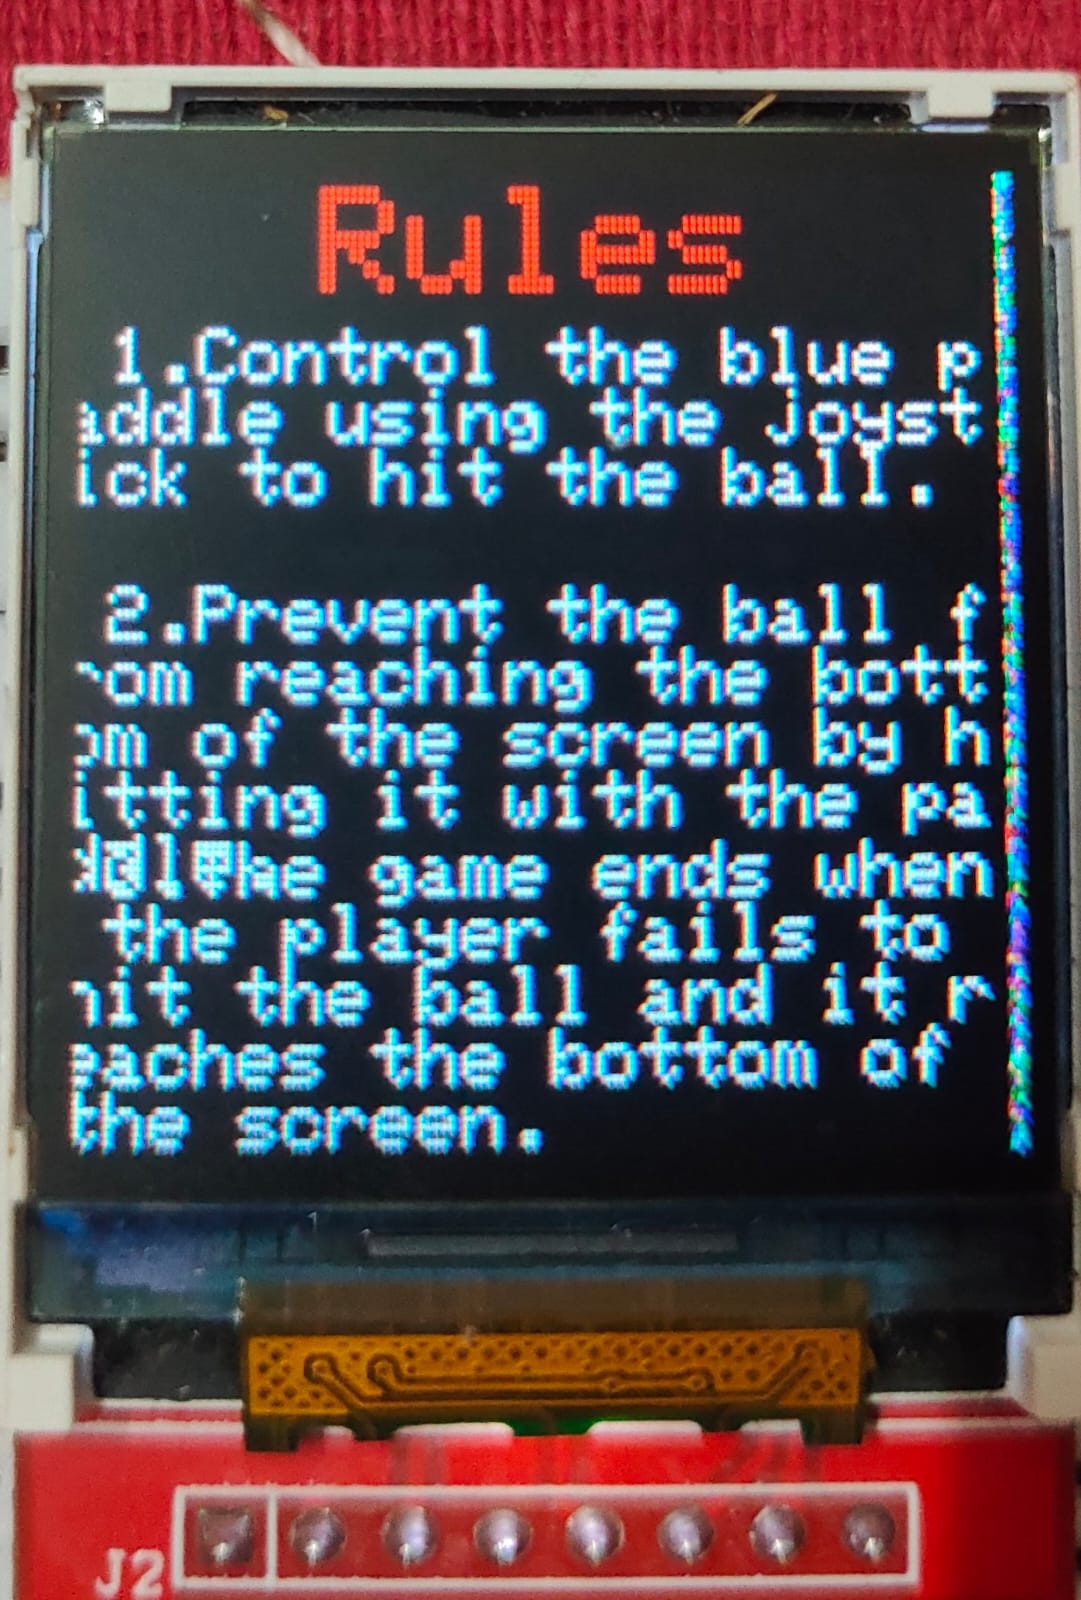 Rules
1.Control the blue p
addle using the joyst
ick to hit the ball.
2.Prevent the ball f
rom reaching the bott
om of the screen by h
itting it with the pa
he game ends when
the player fails to
hit the ball and it r
eaches the bottom of
the screen.
J2